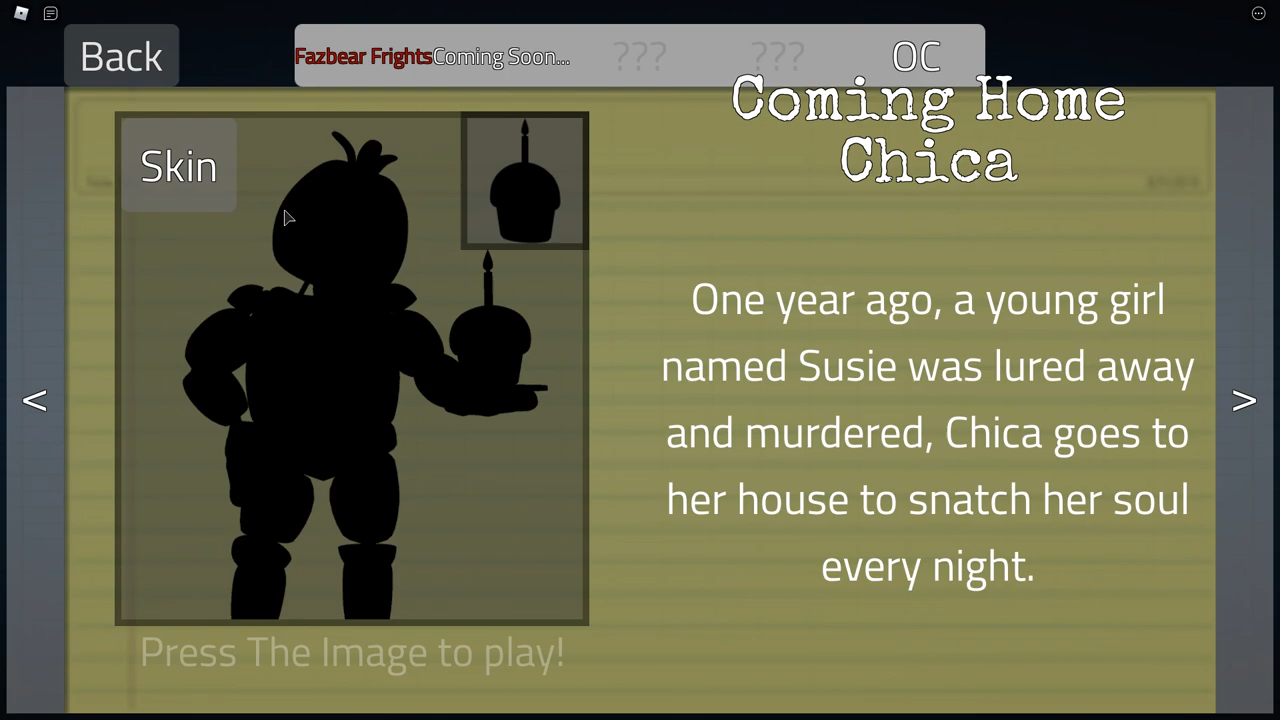 Back
Fazbear Frights Coming Soon... ??? ??? OC
Coming Home
Chica
Skin
One year ago, a young girl
named Susie was lured away
and murdered, Chica goes to
her house to snatch her soul
every night.
< >
Press The Image to play!